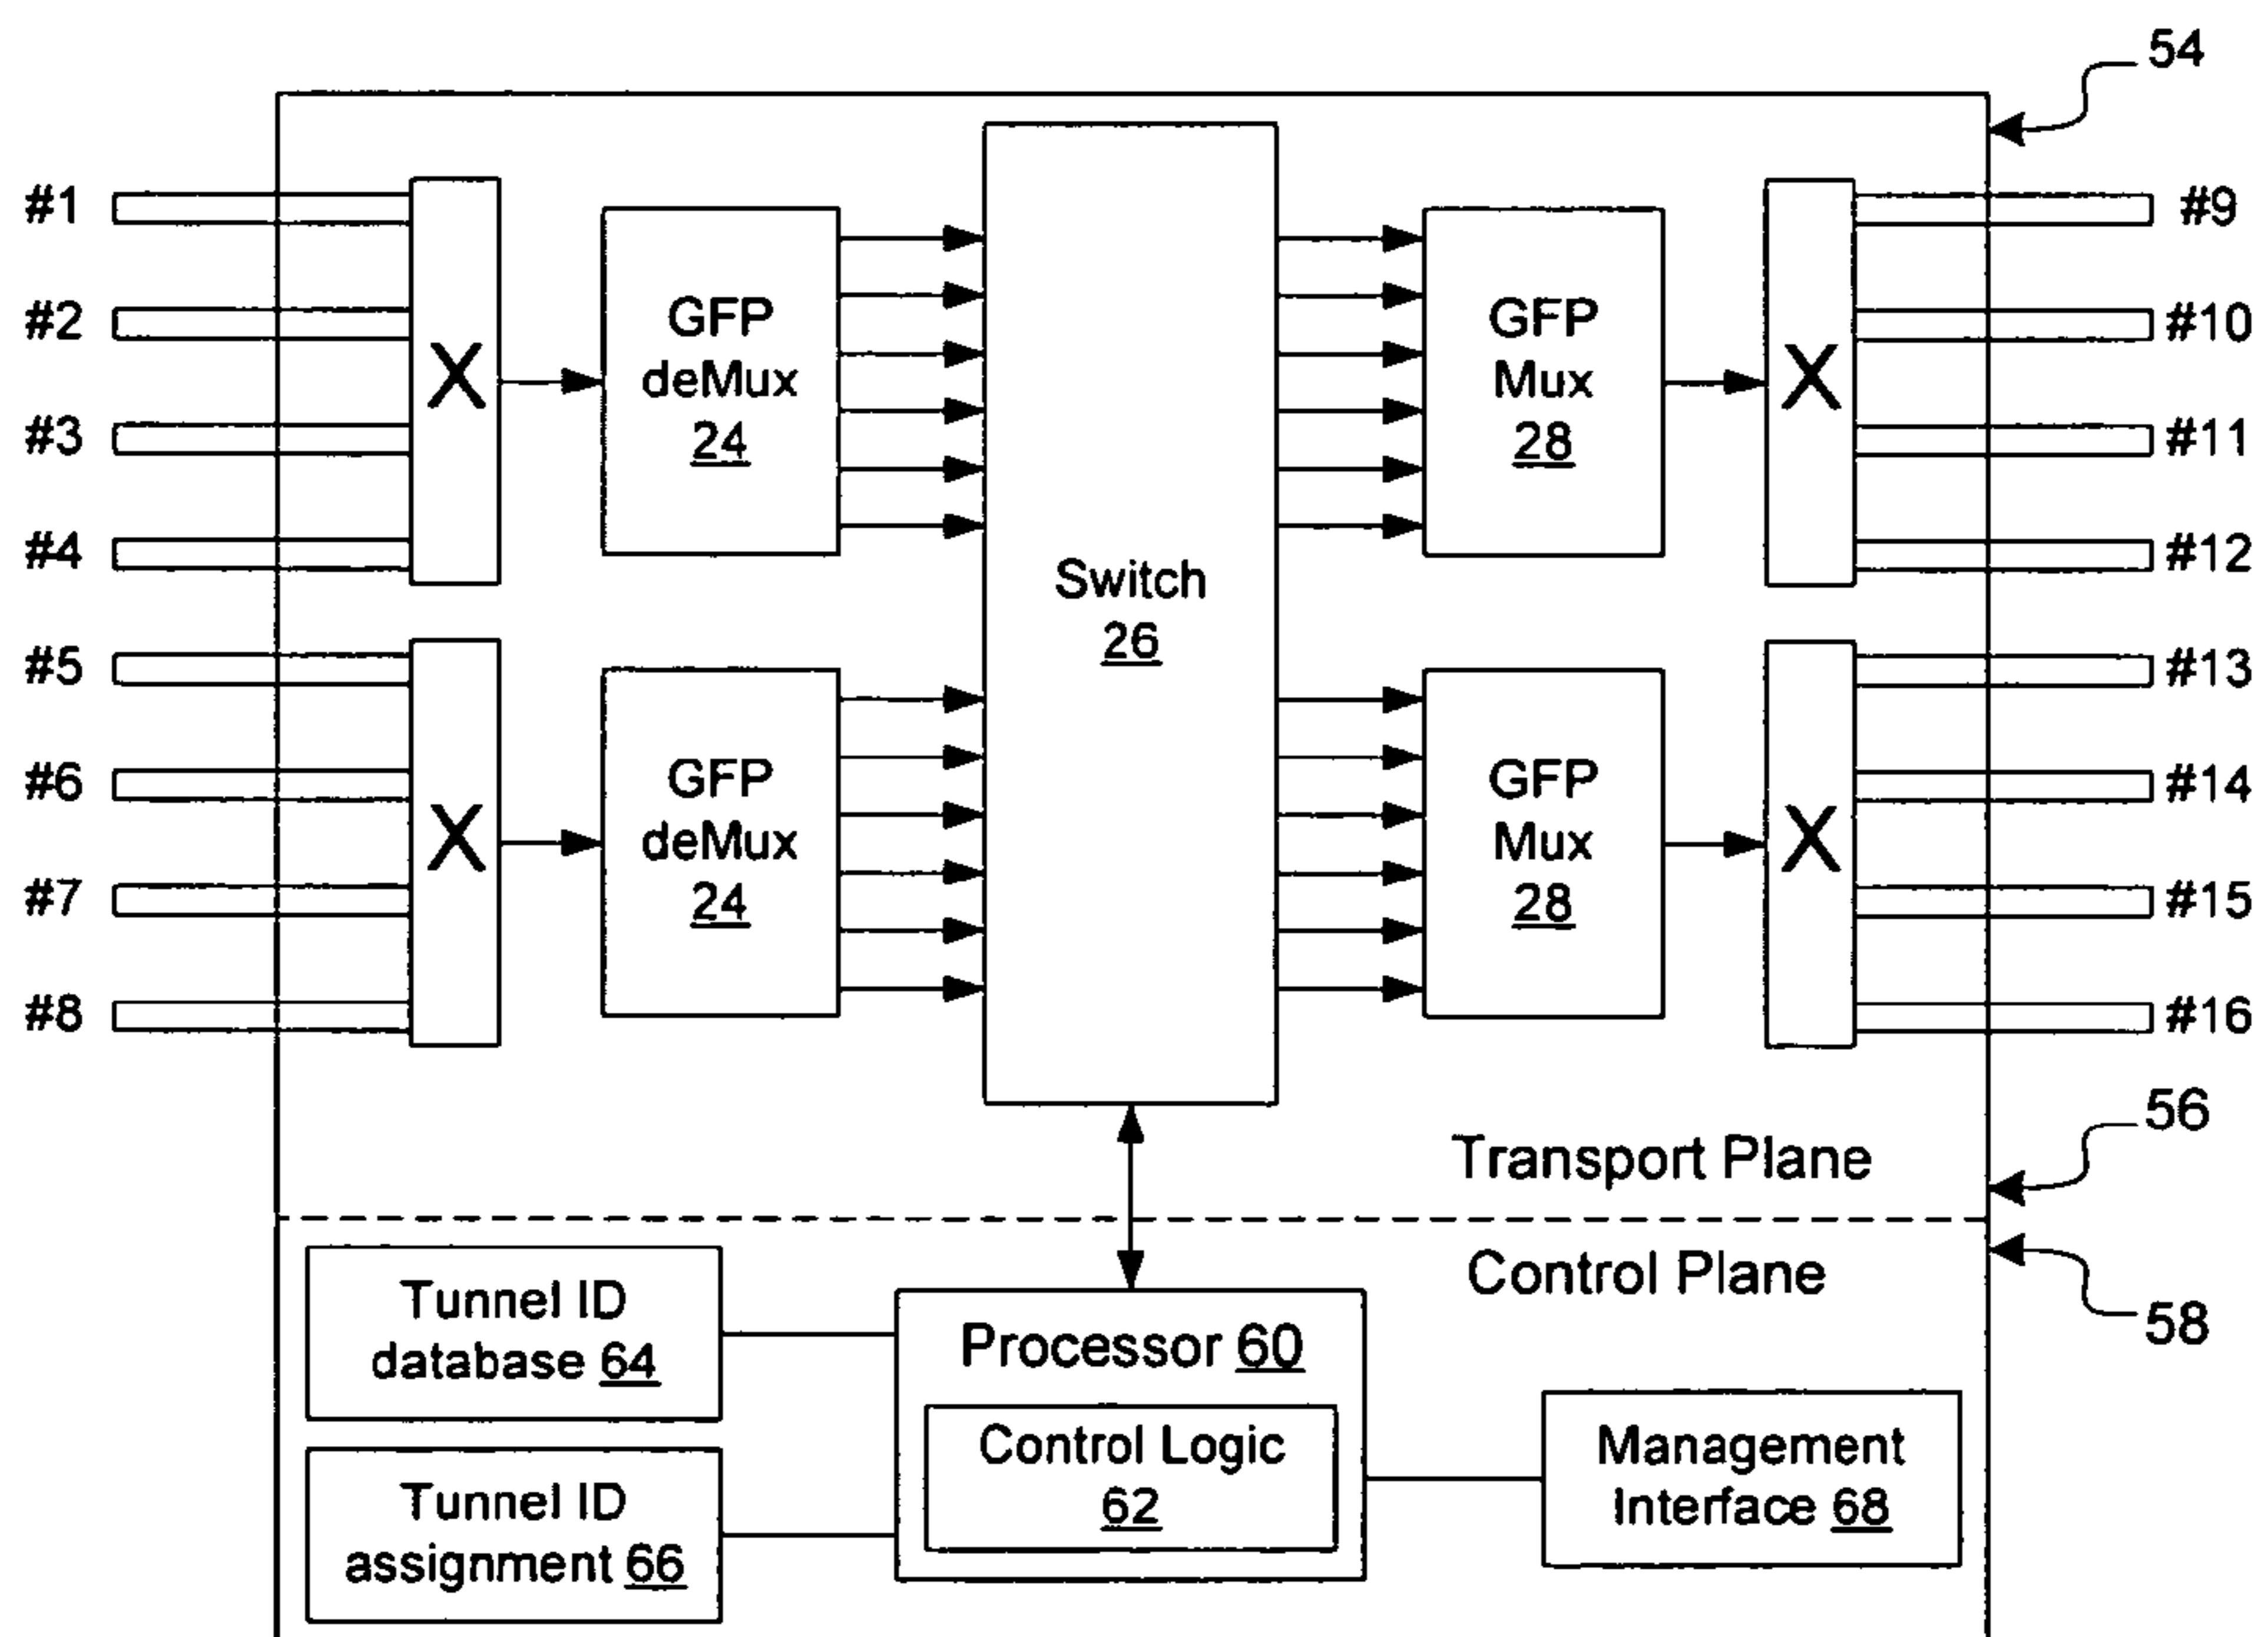 54
#1
#2
#3
#4
#5
#6
#7
#8
X
X
GFP
deMux
24
GFP
deMux
24
Switch
26
GFP
Mux
28
GFP
Mux
28
X
X
#9
#10
#11
#12
#13
#14
#15
#16
Transport Plane
56
Control Plane
58
Tunnel ID
database 64
Tunnel ID
assignment 66
Processor 60
Control Logic
62
Management
Interface 68